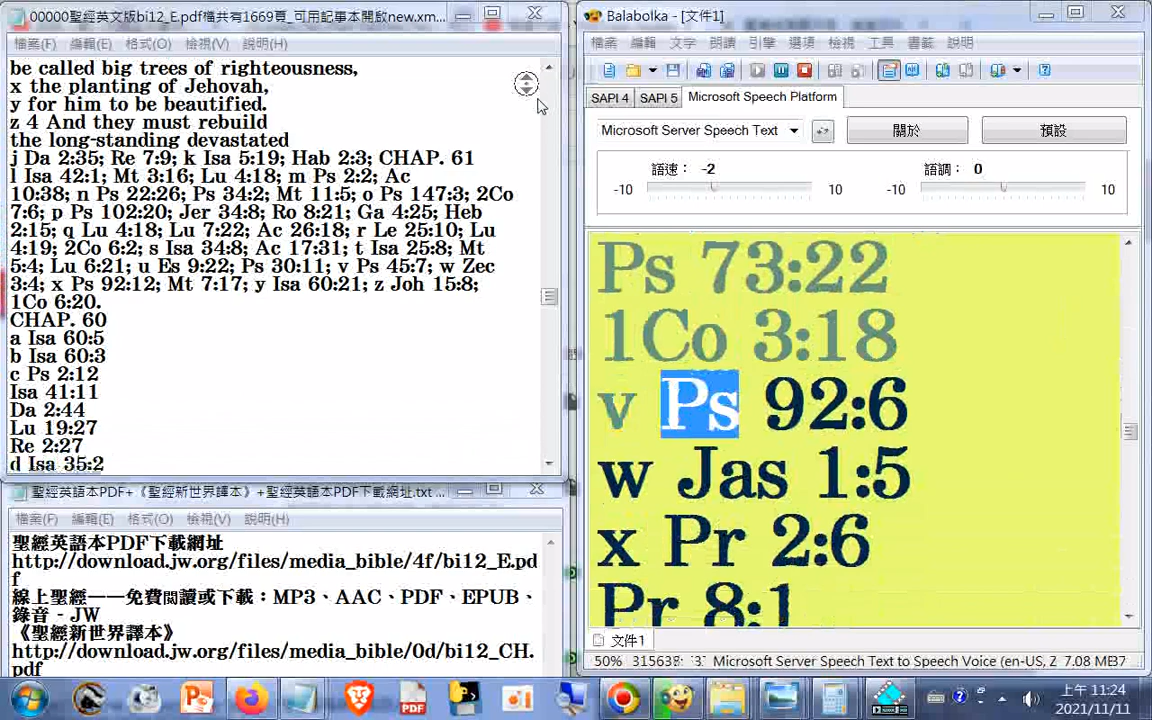 00000聖經英文版bi12_E.pdf檔共有1669頁_可用記事本開啟new.xm...
檔案(F) 編輯(E) 格式(O) 檢視(V) 說明(H)
be called big trees of righteousness,
x the planting of Jehovah,
y for him to be beautified.
z 4 And they must rebuild
the long-standing devastated
j Da 2:35; Re 7:9; k Isa 5:19; Hab 2:3; CHAP. 61
l Isa 42:1; Mt 3:16; Lu 4:18; m Ps 2:2; Ac
10:38; n Ps 22:26; Ps 34:2; Mt 11:5; o Ps 147:3; 2Co
7:6; p Ps 102:20; Jer 34:8; Ro 8:21; Ga 4:25; Heb
2:15; q Lu 4:18; Lu 7:22; Ac 26:18; r Le 25:10; Lu
4:19; 2Co 6:2; s Isa 34:8; Ac 17:31; t Isa 25:8; Mt
5:4; Lu 6:21; u Es 9:22; Ps 30:11; v Ps 45:7; w Zec
3:4; x Ps 92:12; Mt 7:17; y Isa 60:21; z Joh 15:8;
1Co 6:20.
CHAP. 60
a Isa 60:5
b Isa 60:3
c Ps 2:12
Isa 41:11
Da 2:44
Lu 19:27
Re 2:27
d Isa 35:2
聖經英語本PDF+《聖經新世界譯本》+聖經英語本PDF下載網址.txt ...
檔案(F) 編輯(E) 格式(O) 檢視(V) 說明(H)
聖經英語本PDF下載網址
http://download.jw.org/files/media_bible/4f/bi12_E.pd
f
線上聖經——免費閱讀或下載：MP3、AAC、PDF、EPUB、
錄音 - JW
《聖經新世界譯本》
http://download.jw.org/files/media_bible/0d/bi12_CH.
pdf
Balabolka - [文件1]
檔案 編輯 文字 朗讀 引擎 選項 檢視 工具 書籤 說明
SAPI 4 SAPI 5 Microsoft Speech Platform
Microsoft Server Speech Text 關於 預設
語速： -2 語調： 0
-10 10 -10 10
Ps 73:22
1Co 3:18
v Ps 92:6
w Jas 1:5
x Pr 2:6
Pr 8:1
文件1
50% Microsoft Server Speech Text to Speech Voice (en-US, Z 7.08 MB
上午 11:24
2021/11/11